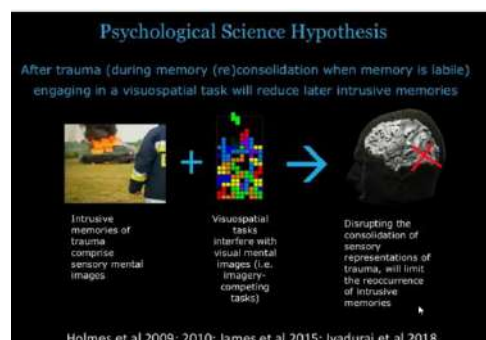 Psychological Science Hypothesis
After trauma (during memory (re)consolidation when memory is labile)
engaging in a visuospatial task will reduce later intrusive memories
Intrusive
memories of
trauma
comprise
sensory mental
images
Visuospatial
tasks
interfere with
visual mental
images (i.e.
imagery-
competing
tasks)
Disrupting the
consolidation of
sensory
representations of
trauma, will limit
the reoccurrence
of intrusive
memories
Holmes et al 2009; 2010; James et al 2015; Iyadurai et al 2018